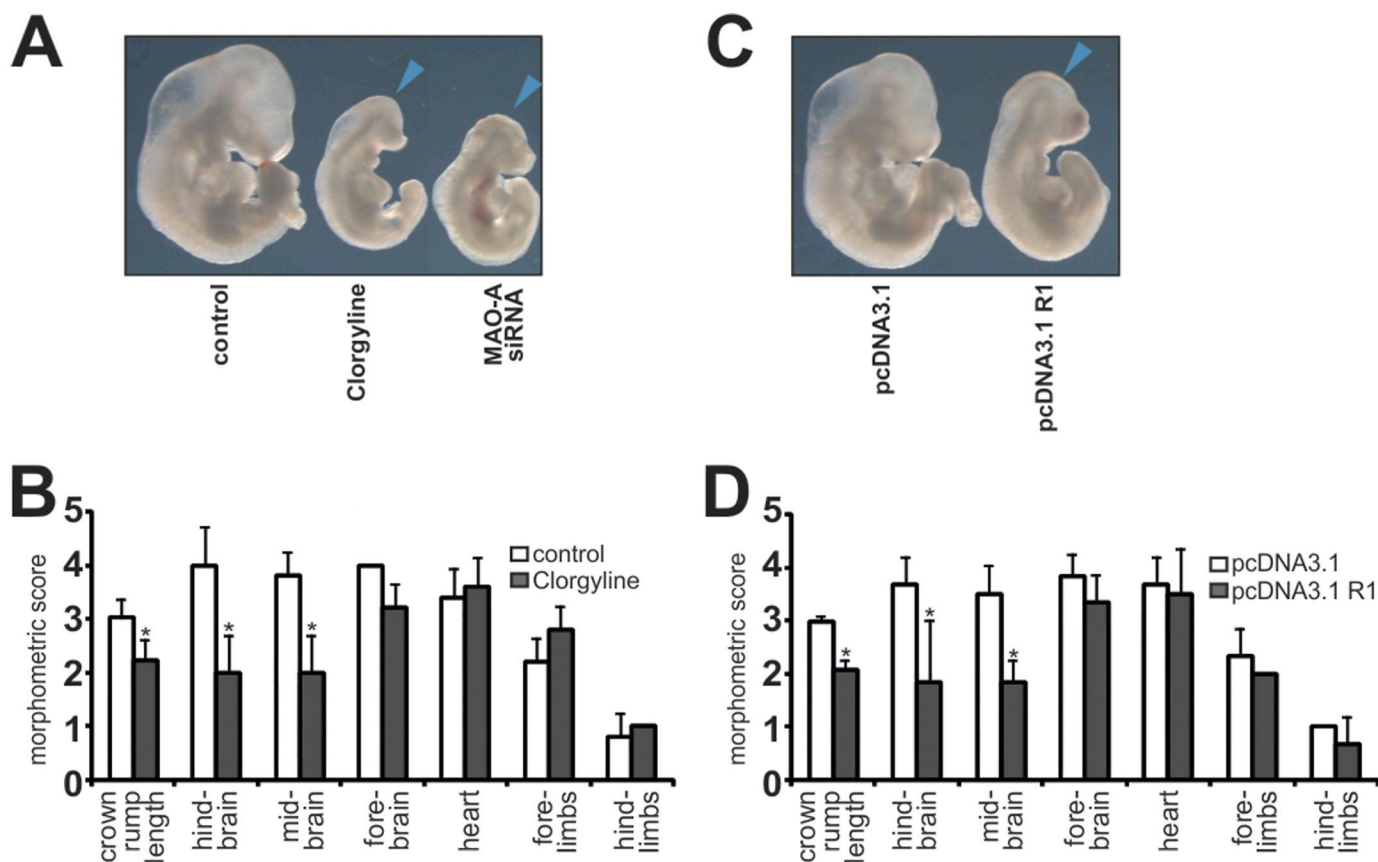 A
control
Clorgyline
MAO-A
siRNA
C
pcDNA3.1
pcDNA3.1 R1
B
morphometric score
5
4
3
2
1
0
control
Clorgyline
*
*
*
crown
rump
length
hind-
brain
mid-
brain
fore-
brain
heart
fore-
limbs
hind-
limbs
D
morphometric score
5
4
3
2
1
0
pcDNA3.1
pcDNA3.1 R1
*
*
*
crown
rump
length
hind-
brain
mid-
brain
fore-
brain
heart
fore-
limbs
hind-
limbs